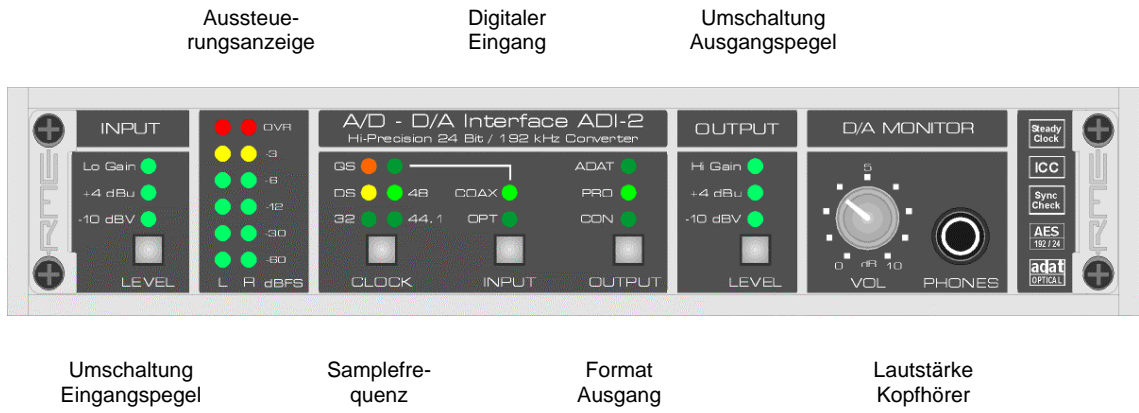 Aussteue-
rungsanzeige
Digitaler
Eingang
Umschaltung
Ausgangspegel
INPUT
Lo Gain
+4 dBu
-10 dBV
LEVEL
OVR
-3
-6
-12
-30
-60
L R dBFS
A/D - D/A Interface ADI-2
Hi-Precision 24 Bit / 192 kHz Converter
QS
DS 48
32 44.1
COAX
OPT
ADAT
PRO
CON
CLOCK INPUT OUTPUT
OUTPUT
Hi Gain
+4 dBu
-10 dBV
LEVEL
D/A MONITOR
5
0 dB 10
VOL PHONES
Steady
Clock
ICC
Sync
Check
AES
192 / 24
adat
OPTICAL
RME
RME
Umschaltung
Eingangspegel
Samplefre-
quenz
Format
Ausgang
Lautstärke
Kopfhörer